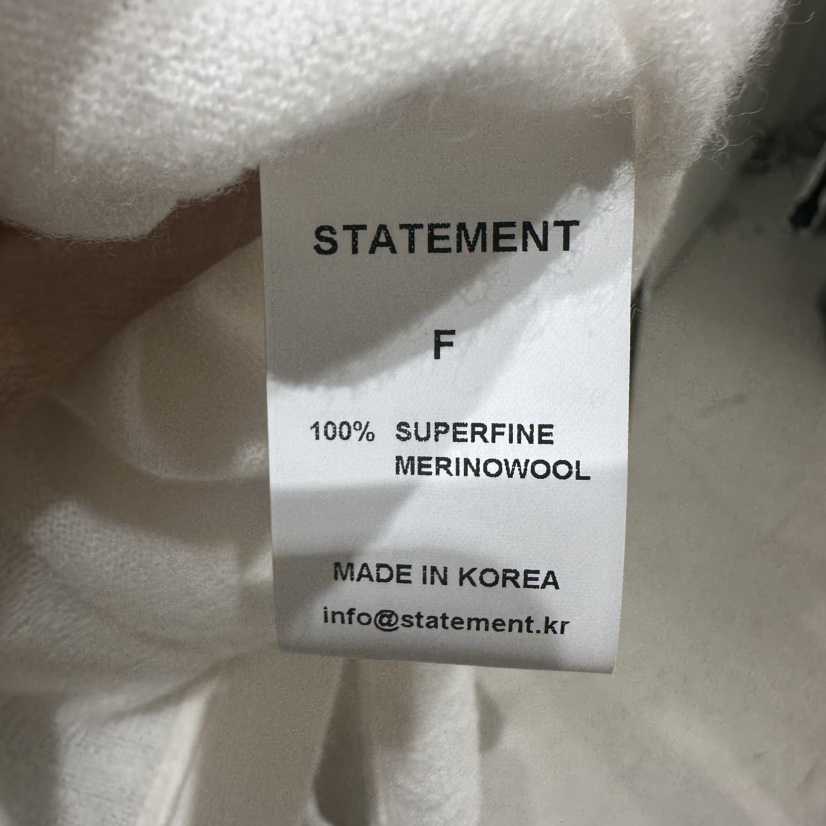 STATEMENT
F
100% SUPERFINE
MERINOWOOL
MADE IN KOREA
info@statement.kr